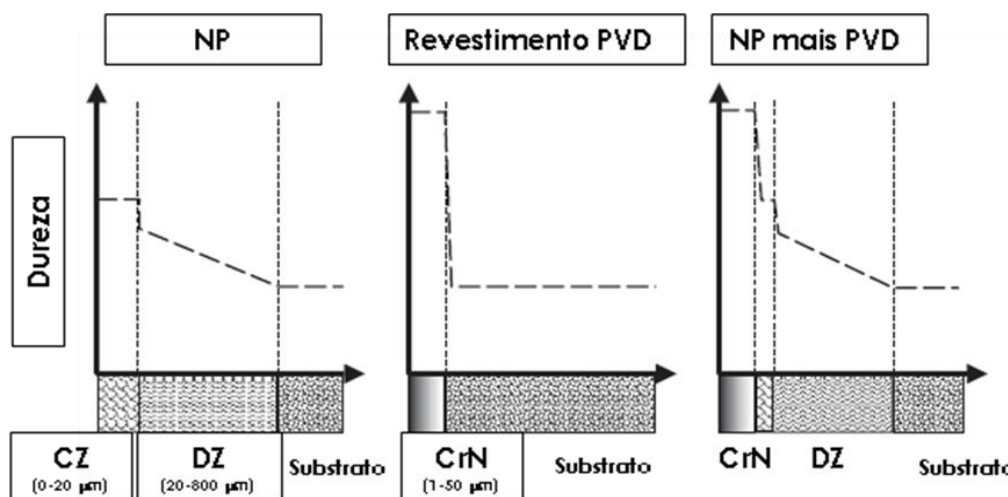 NP
Revestimento PVD
NP mais PVD
Dureza
CZ
(0-20 μm)
DZ
(20-800 μm)
Substrato
CrN
(1-50 μm)
Substrato
CrN
DZ
Substrato